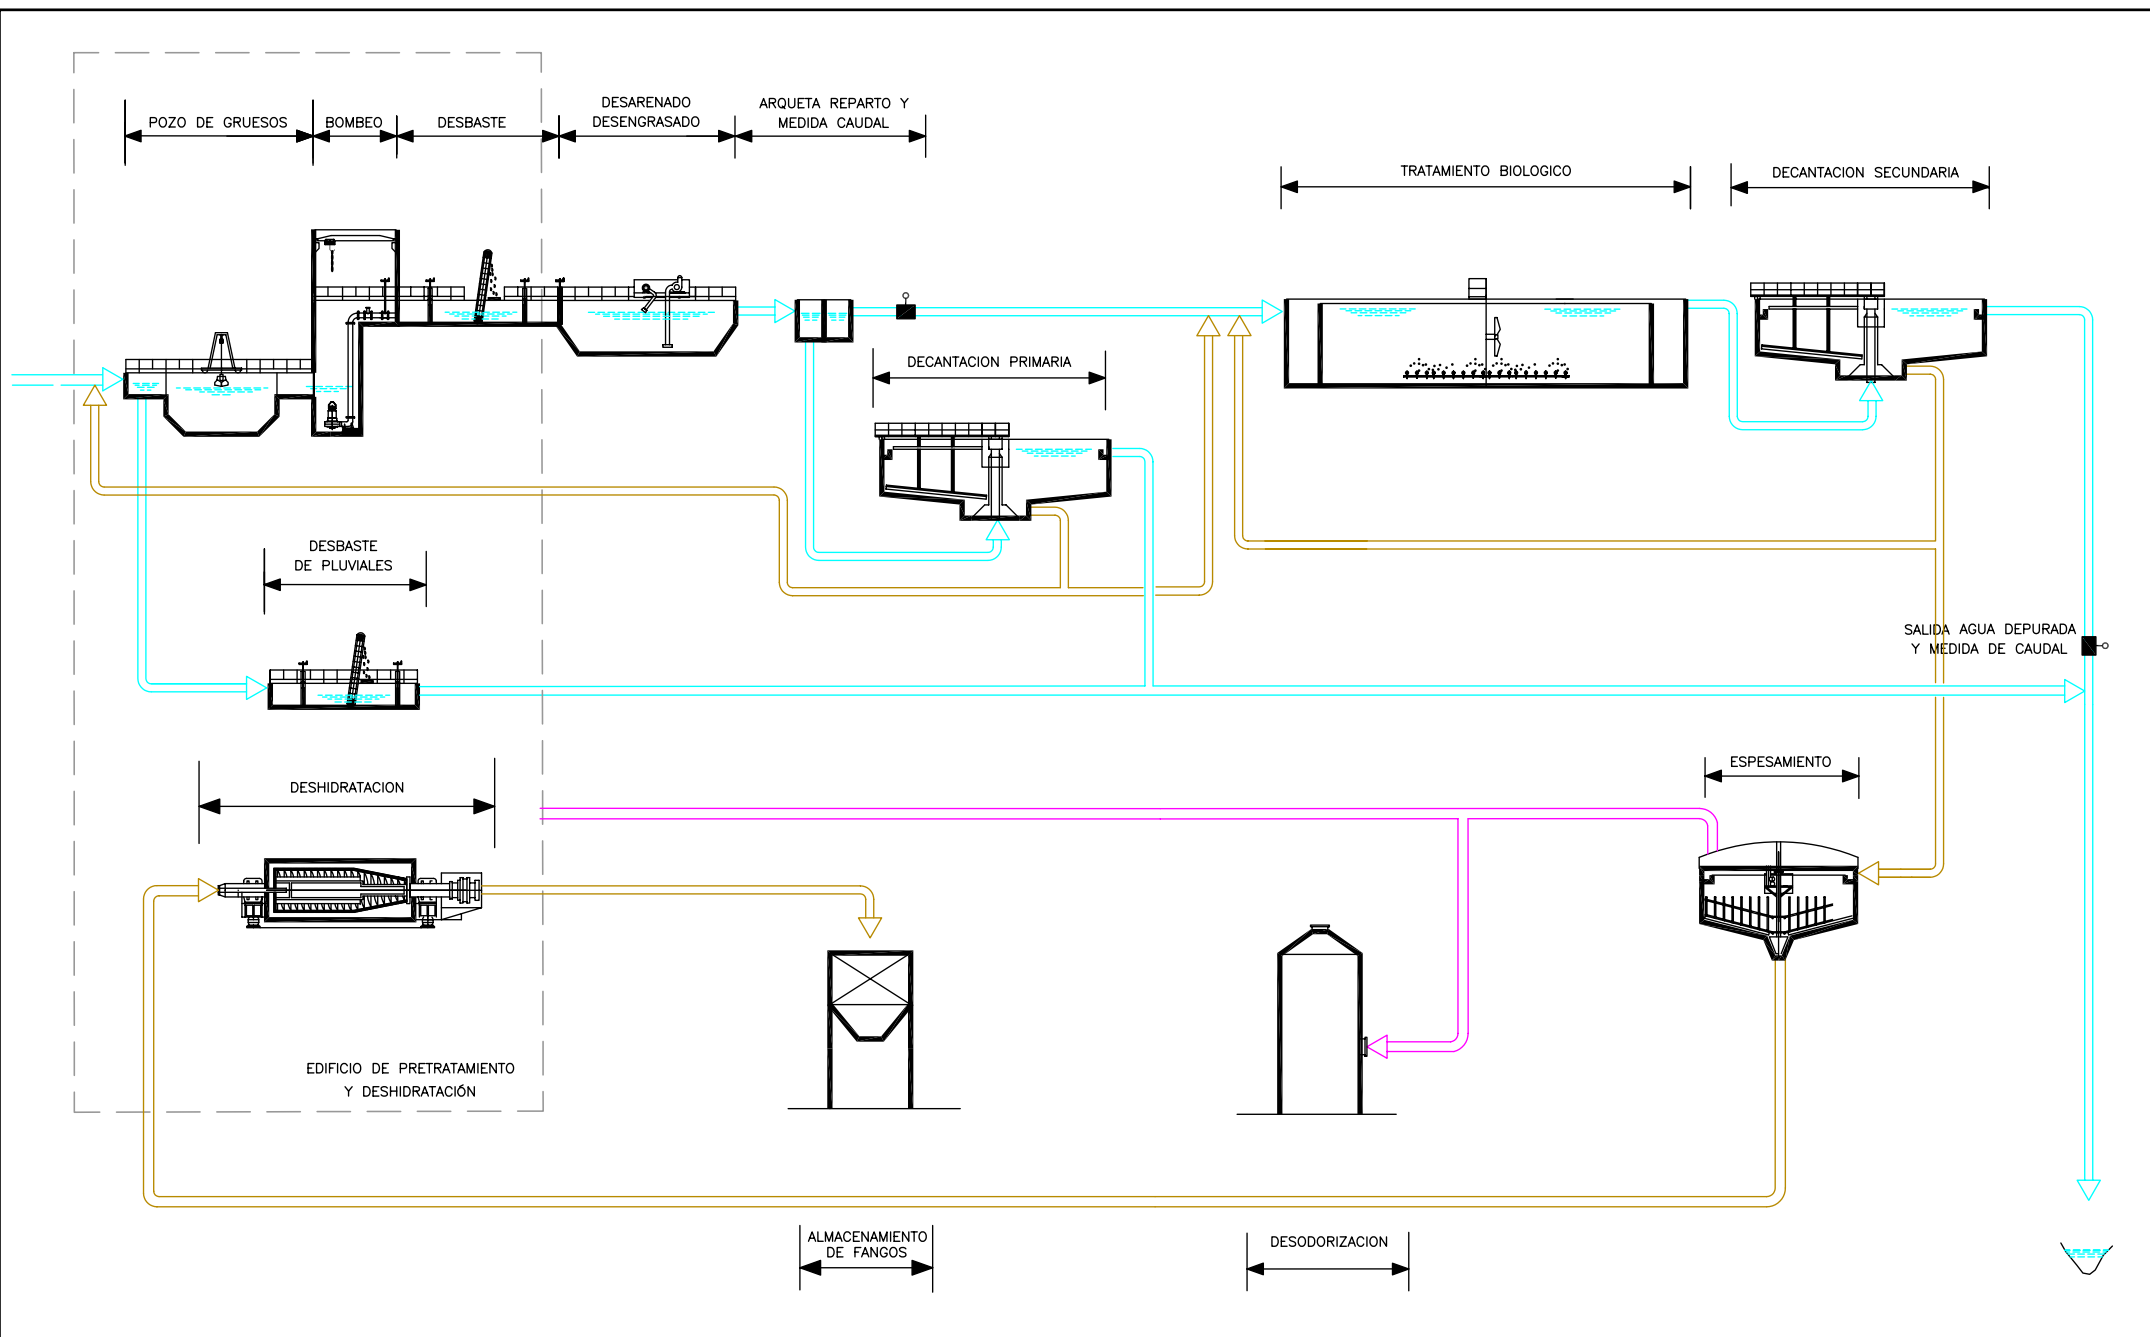 POZO DE GRUESOS
BOMBEO
DESBASTE
DESARENADO
DESENGRASADO
ARQUETA REPARTO Y
MEDIDA CAUDAL
TRATAMIENTO BIOLOGICO
DECANTACION SECUNDARIA
DECANTACION PRIMARIA
DESBASTE
DE PLUVIALES
SALIDA AGUA DEPURADA
Y MEDIDA DE CAUDAL
DESHIDRATACION
ESPESAMIENTO
EDIFICIO DE PRETRATAMIENTO
Y DESHIDRATACIÓN
ALMACENAMIENTO
DE FANGOS
DESODORIZACION